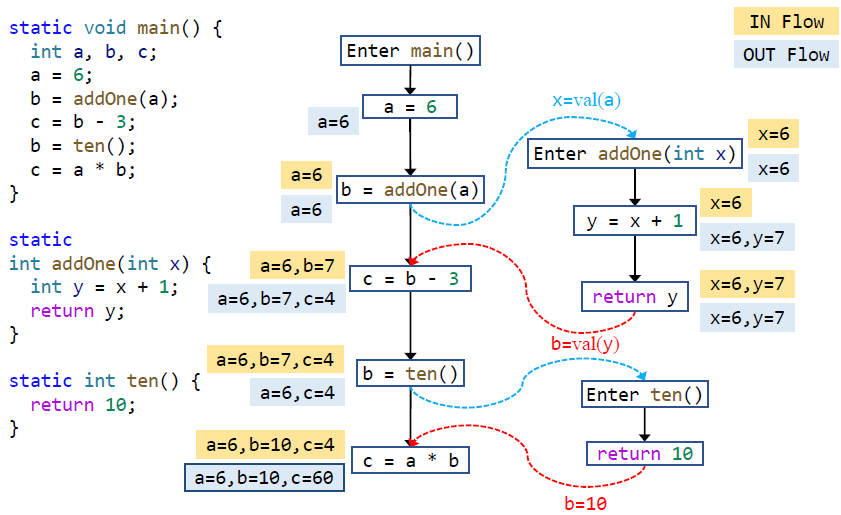 static void main() {
int a, b, c;
a = 6;
b = addOne(a);
c = b - 3;
b = ten();
c = a * b;
}
static
int addOne(int x) {
int y = x + 1;
return y;
}
static int ten() {
return 10;
}
IN Flow
OUT Flow
Enter main()
a = 6
a=6
x=val(a)
a=6
b = addOne(a)
a=6
Enter addOne(int x)
x=6
x=6
y = x + 1
x=6
x=6,y=7
a=6,b=7
c = b - 3
a=6,b=7,c=4
return y
x=6,y=7
x=6,y=7
b=val(y)
a=6,b=7,c=4
b = ten()
a=6,c=4
Enter ten()
a=6,b=10,c=4
c = a * b
a=6,b=10,c=60
return 10
b=10